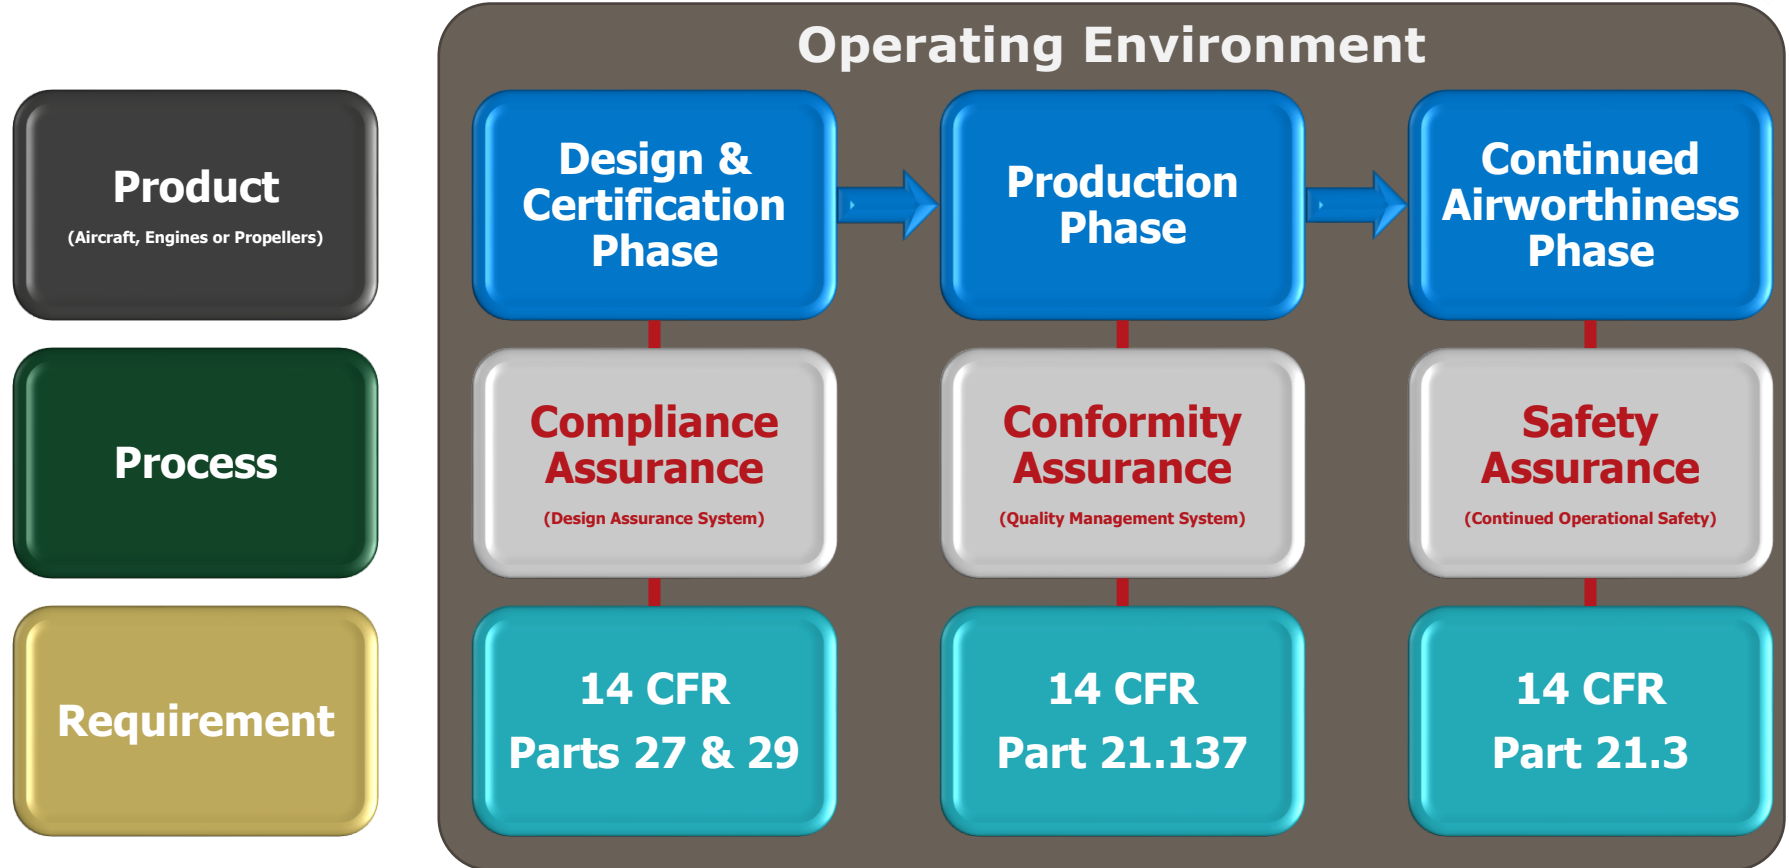 Operating Environment
Product
(Aircraft, Engines or Propellers)
Design &
Certification
Phase
Production
Phase
Continued
Airworthiness
Phase
Process
Compliance
Assurance
(Design Assurance System)
Conformity
Assurance
(Quality Management System)
Safety
Assurance
(Continued Operational Safety)
Requirement
14 CFR
Parts 27 & 29
14 CFR
Part 21.137
14 CFR
Part 21.3